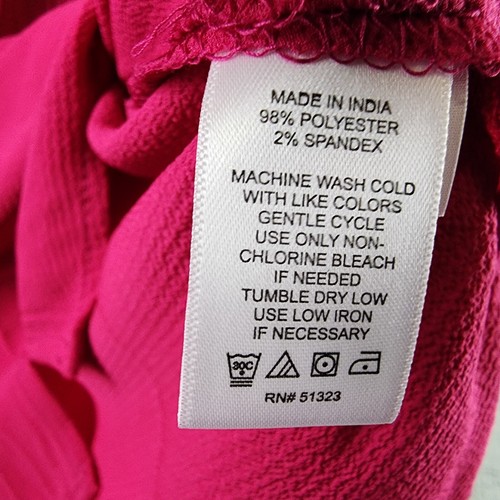 MADE IN INDIA
98% POLYESTER
2% SPANDEX
MACHINE WASH COLD
WITH LIKE COLORS
GENTLE CYCLE
USE ONLY NON-
CHLORINE BLEACH
IF NEEDED
TUMBLE DRY LOW
USE LOW IRON
IF NECESSARY
30C
RN# 51323